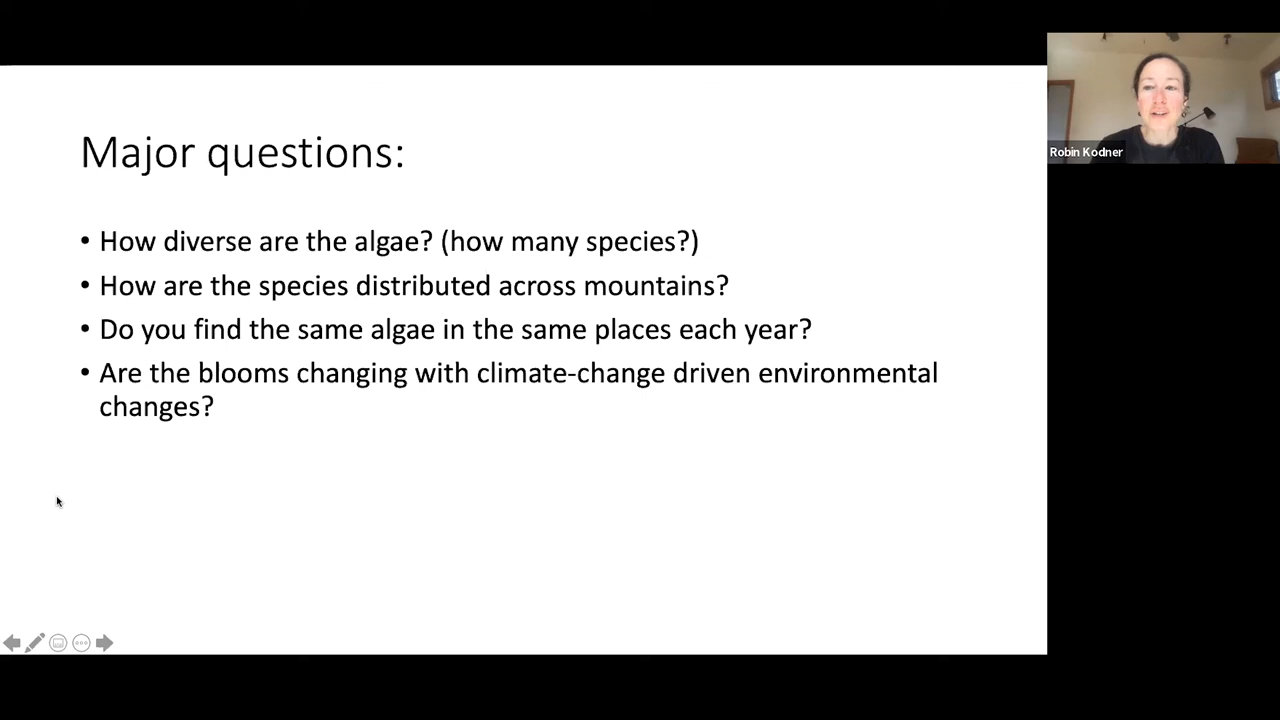 Major questions:
• How diverse are the algae? (how many species?)
• How are the species distributed across mountains?
• Do you find the same algae in the same places each year?
• Are the blooms changing with climate-change driven environmental
changes?
Robin Kodner